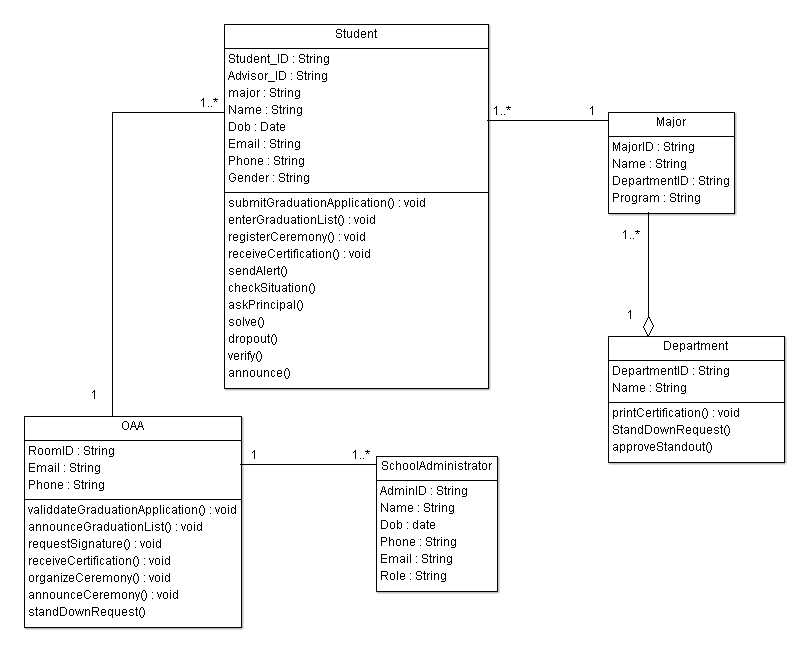 Student
Student_ID : String
Advisor_ID : String
major : String
Name : String
Dob : Date
Email : String
Phone : String
Gender : String
submitGraduationApplication() : void
enterGraduationList() : void
registerCeremony() : void
receiveCertification() : void
sendAlert()
checkSituation()
askPrincipal()
solve()
dropout()
verify()
announce()
1..*
1..*
1
Major
MajorID : String
Name : String
DepartmentID : String
Program : String
1..*
1
Department
DepartmentID : String
Name : String
printCertification() : void
StandDownRequest()
approveStandout()
1
OAA
RoomID : String
Email : String
Phone : String
validdateGraduationApplication() : void
announceGraduationList() : void
requestSignature() : void
receiveCertification() : void
organizeCeremony() : void
announceCeremony() : void
standDownRequest()
1
1..*
SchoolAdministrator
AdminID : String
Name : String
Dob : date
Phone : String
Email : String
Role : String